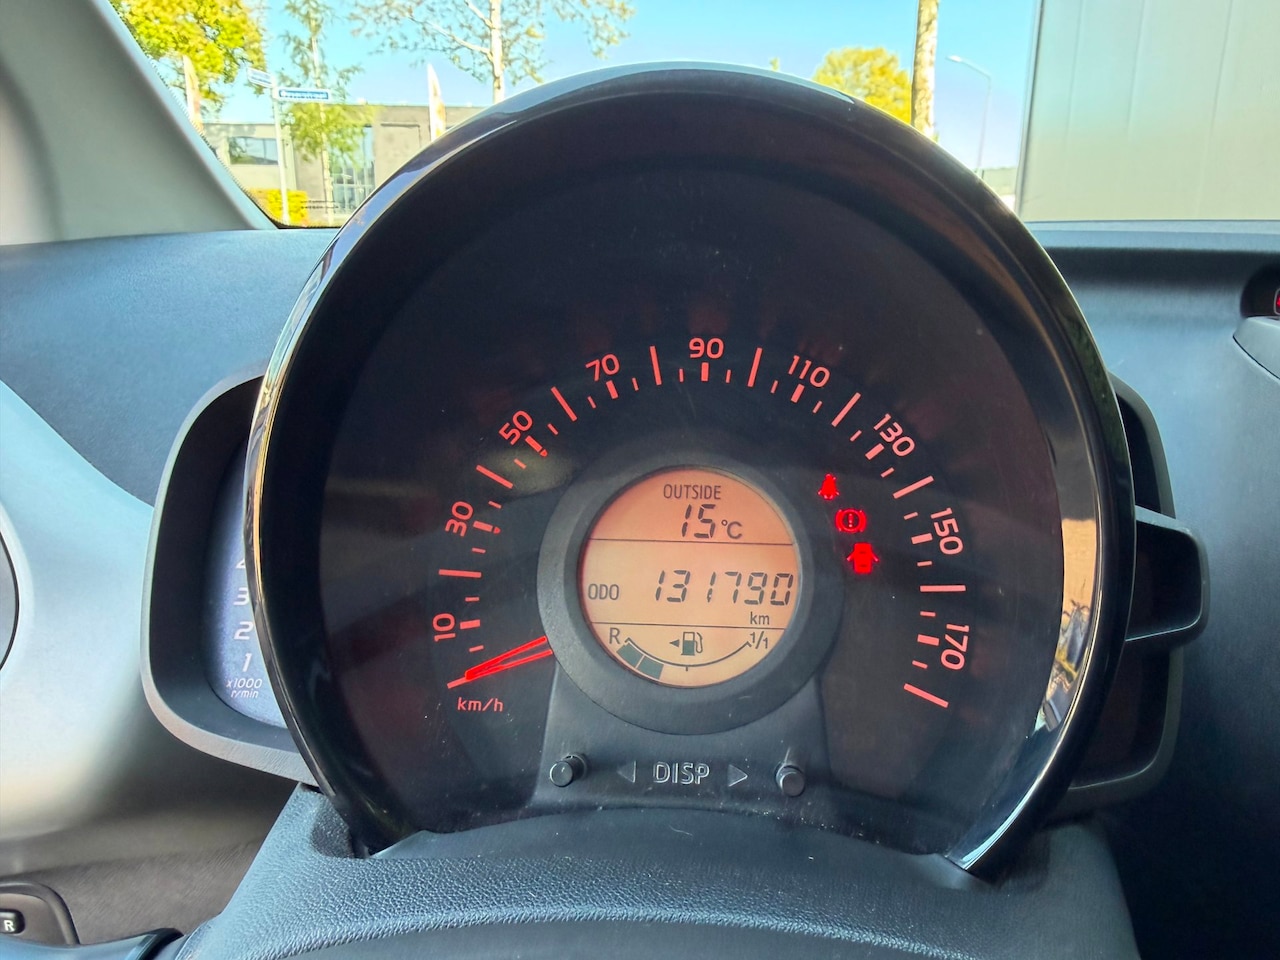 70
90
110
50
130
30
150
10
170
km/h
OUTSIDE
15°C
ODO 131790
km
R 1/1
3
2
1
x1000
r/min
◄ DISP ►
R